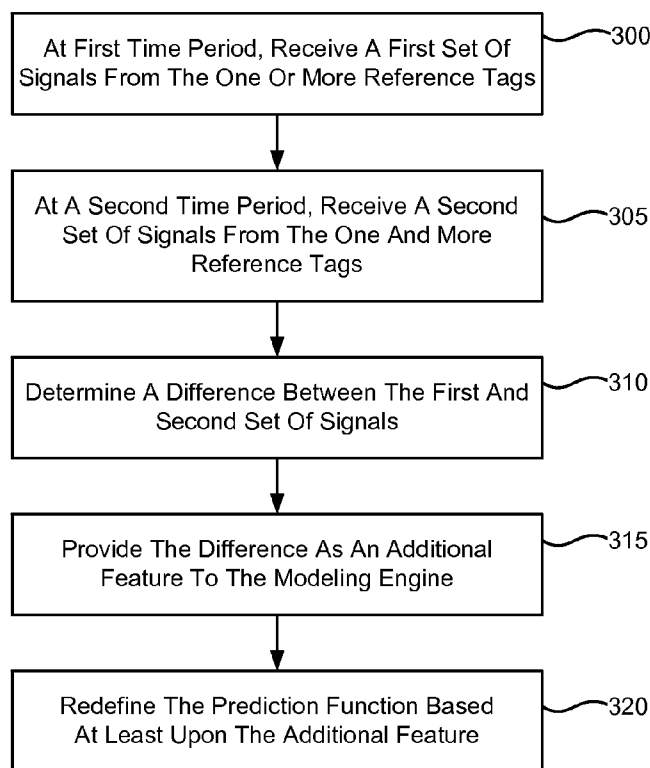 At First Time Period, Receive A First Set Of
Signals From The One Or More Reference Tags
300
At A Second Time Period, Receive A Second
Set Of Signals From The One And More
Reference Tags
305
Determine A Difference Between The First And
Second Set Of Signals
310
Provide The Difference As An Additional
Feature To The Modeling Engine
315
Redefine The Prediction Function Based
At Least Upon The Additional Feature
320